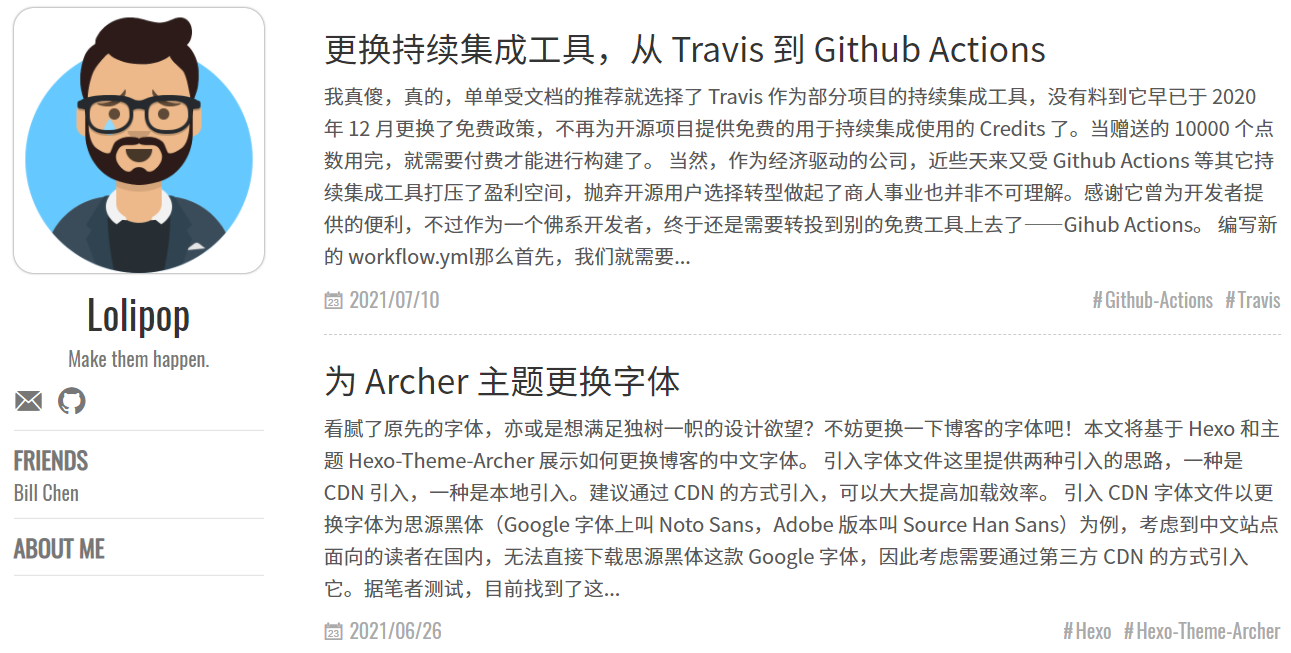 Lolipop
Make them happen.
FRIENDS
Bill Chen
ABOUT ME
更换持续集成工具，从 Travis 到 Github Actions
我真傻，真的，单单受文档的推荐就选择了 Travis 作为部分项目的持续集成工具，没有料到它早已于 2020
年 12 月更换了免费政策，不再为开源项目提供免费的用于持续集成使用的 Credits 了。当赠送的 10000 个点
数用完，就需要付费才能进行构建了。 当然，作为经济驱动的公司，近些天来又受 Github Actions 等其它持
续集成工具打压了盈利空间，抛弃开源用户选择转型做起了商人事业也并非不可理解。感谢它曾为开发者提
供的便利，不过作为一个佛系开发者，终于还是需要转投到别的免费工具上去了——Gihub Actions。 编写新
的 workflow.yml那么首先，我们就需要...
23 2021/07/10 #Github-Actions #Travis
为 Archer 主题更换字体
看腻了原先的字体，亦或是想满足独树一帜的设计欲望？不妨更换一下博客的字体吧！本文将基于 Hexo 和主
题 Hexo-Theme-Archer 展示如何更换博客的中文字体。 引入字体文件这里提供两种引入的思路，一种是
CDN 引入，一种是本地引入。建议通过 CDN 的方式引入，可以大大提高加载效率。 引入 CDN 字体文件以更
换字体为思源黑体（Google 字体上叫 Noto Sans，Adobe 版本叫 Source Han Sans）为例，考虑到中文站点
面向的读者在国内，无法直接下载思源黑体这款 Google 字体，因此考虑需要通过第三方 CDN 的方式引入
它。据笔者测试，目前找到了这...
23 2021/06/26 #Hexo #Hexo-Theme-Archer